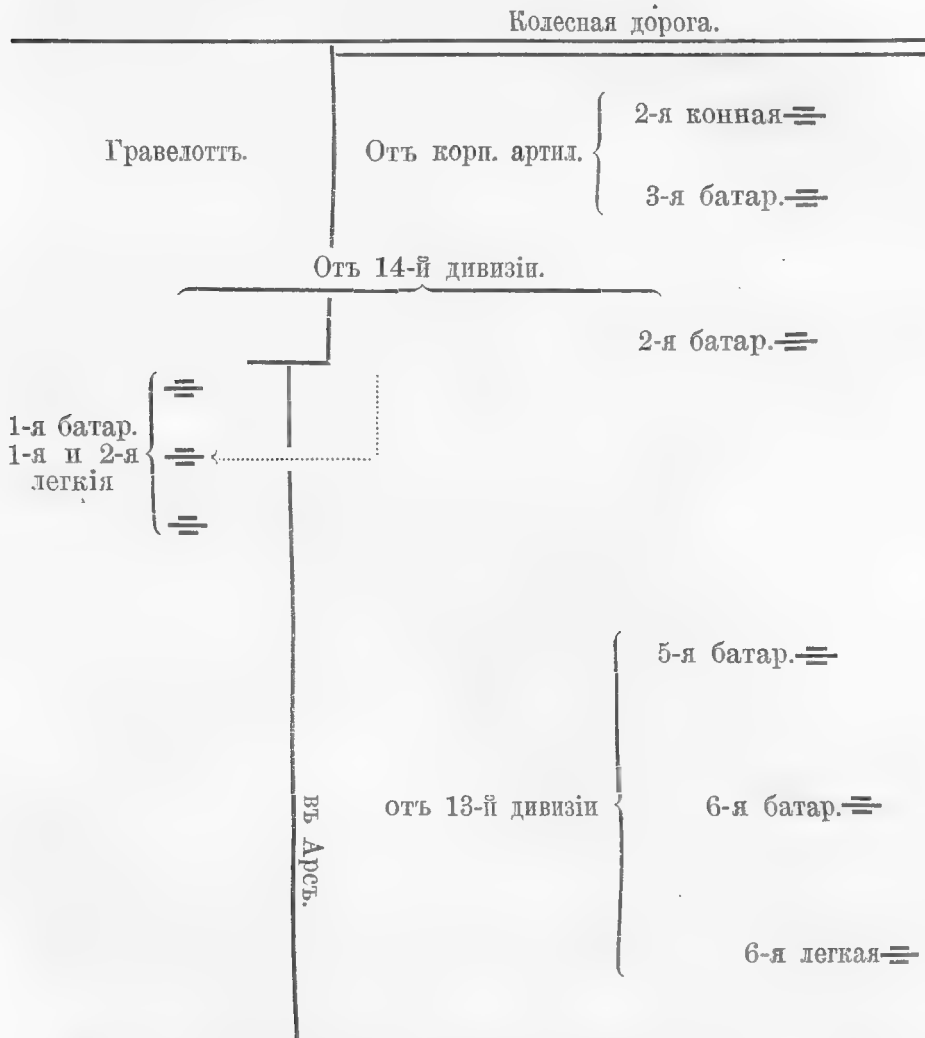 Колесная дорога.
Гравелоттъ.
Отъ корп. артил.
2-я конная
3-я батар.
Отъ 14-й дивизіи.
2-я батар.
1-я батар.
1-я и 2-я
легкія
5-я батар.
отъ 13-й дивизіи
6-я батар.
въ Арсъ.
6-я легкая